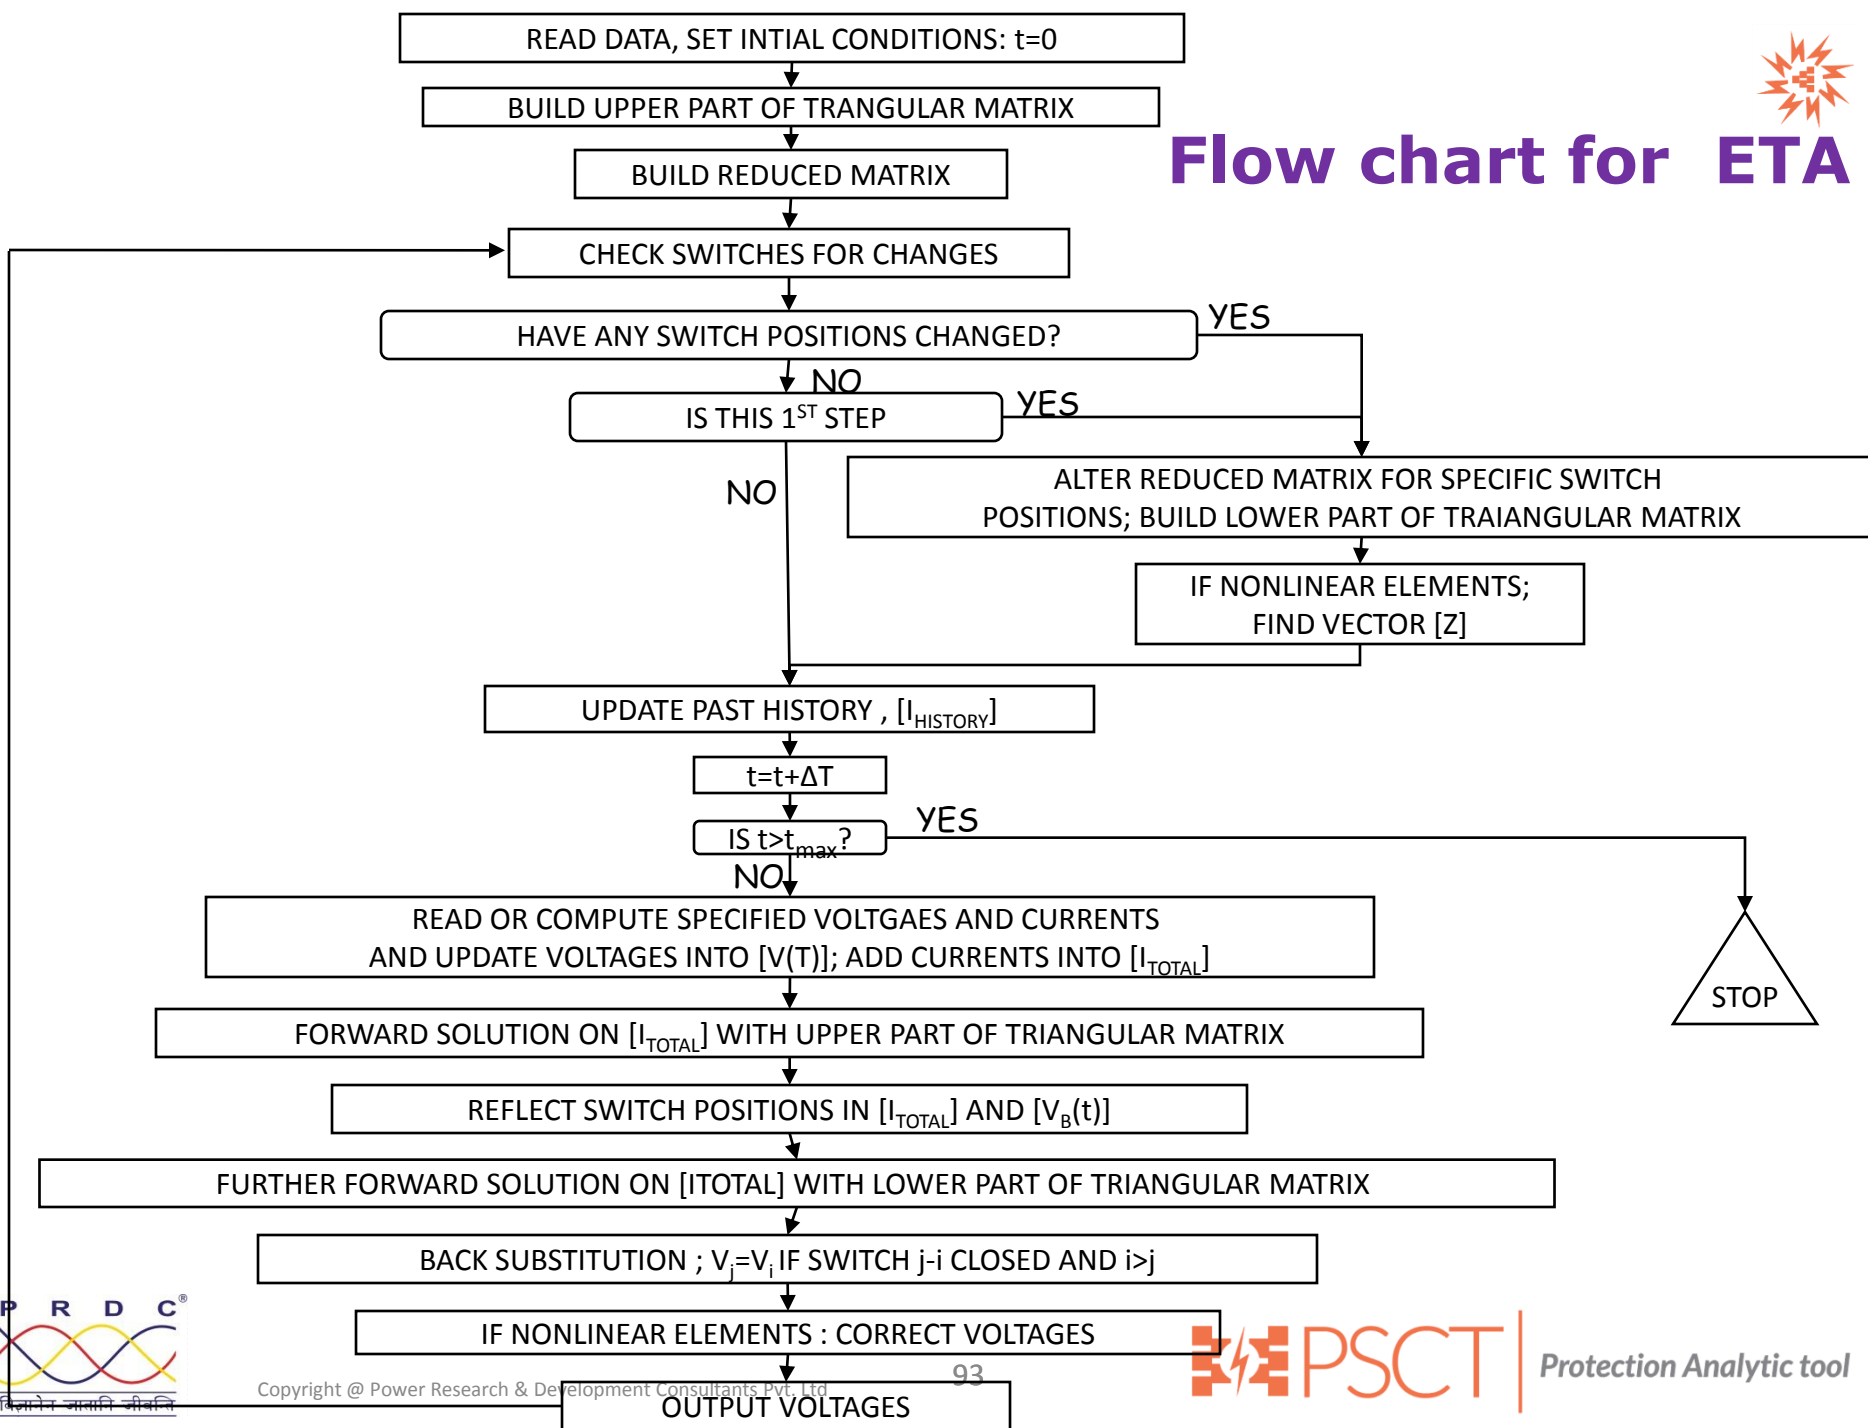 READ DATA, SET INTIAL CONDITIONS: t=0
BUILD UPPER PART OF TRANGULAR MATRIX
Flow chart for ETA
BUILD REDUCED MATRIX
CHECK SWITCHES FOR CHANGES
HAVE ANY SWITCH POSITIONS CHANGED?
YES
NO
IS THIS 1ST STEP
YES
NO
ALTER REDUCED MATRIX FOR SPECIFIC SWITCH
POSITIONS; BUILD LOWER PART OF TRAIANGULAR MATRIX
IF NONLINEAR ELEMENTS;
FIND VECTOR [Z]
UPDATE PAST HISTORY , [IHISTORY]
t=t+ΔT
IS t>tmax?
YES
NO
READ OR COMPUTE SPECIFIED VOLTGAES AND CURRENTS
AND UPDATE VOLTAGES INTO [V(T)]; ADD CURRENTS INTO [ITOTAL]
STOP
FORWARD SOLUTION ON [ITOTAL] WITH UPPER PART OF TRIANGULAR MATRIX
REFLECT SWITCH POSITIONS IN [ITOTAL] AND [VB(t)]
FURTHER FORWARD SOLUTION ON [ITOTAL] WITH LOWER PART OF TRIANGULAR MATRIX
BACK SUBSTITUTION ; Vj=Vi IF SWITCH j-i CLOSED AND i>j
IF NONLINEAR ELEMENTS : CORRECT VOLTAGES
OUTPUT VOLTAGES
P R D C®
Copyright @ Power Research & Development Consultants Pvt. Ltd
93
PSCT
Protection Analytic tool